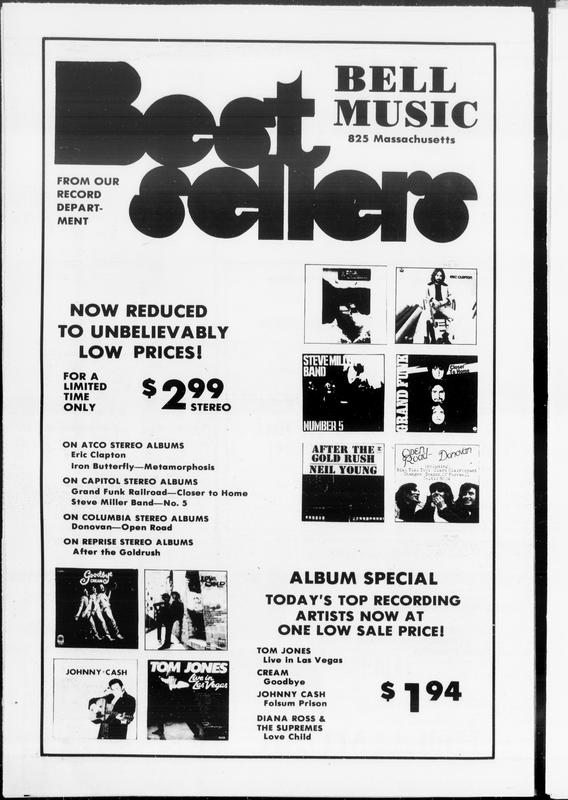 Best
sellers
BELL
MUSIC
825 Massachusetts
FROM OUR
RECORD
DEPART-
MENT
ERIC CLAPTON
STEVE MILLER
BAND
NUMBER 5
GRAND FUNK
Closer
to Home
AFTER THE
GOLD RUSH
NEIL YOUNG
OPEN
Road
Donovan
NOW REDUCED
TO UNBELIEVABLY
LOW PRICES!
FOR A
LIMITED
TIME
ONLY
$2.99
STEREO
ON ATCO STEREO ALBUMS
Eric Clapton
Iron Butterfly—Metamorphosis
ON CAPITOL STEREO ALBUMS
Grand Funk Railroad—Closer to Home
Steve Miller Band—No. 5
ON COLUMBIA STEREO ALBUMS
Donovan—Open Road
ON REPRISE STEREO ALBUMS
After the Goldrush
Goodbye
CREAM
LOVE
CHILD
JOHNNY CASH
TOM JONES
Live in
Las Vegas
ALBUM SPECIAL
TODAY'S TOP RECORDING
ARTISTS NOW AT
ONE LOW SALE PRICE!
TOM JONES
Live in Las Vegas
CREAM
Goodbye
JOHNNY CASH
Folsum Prison
DIANA ROSS &
THE SUPREMES
Love Child
$1.94